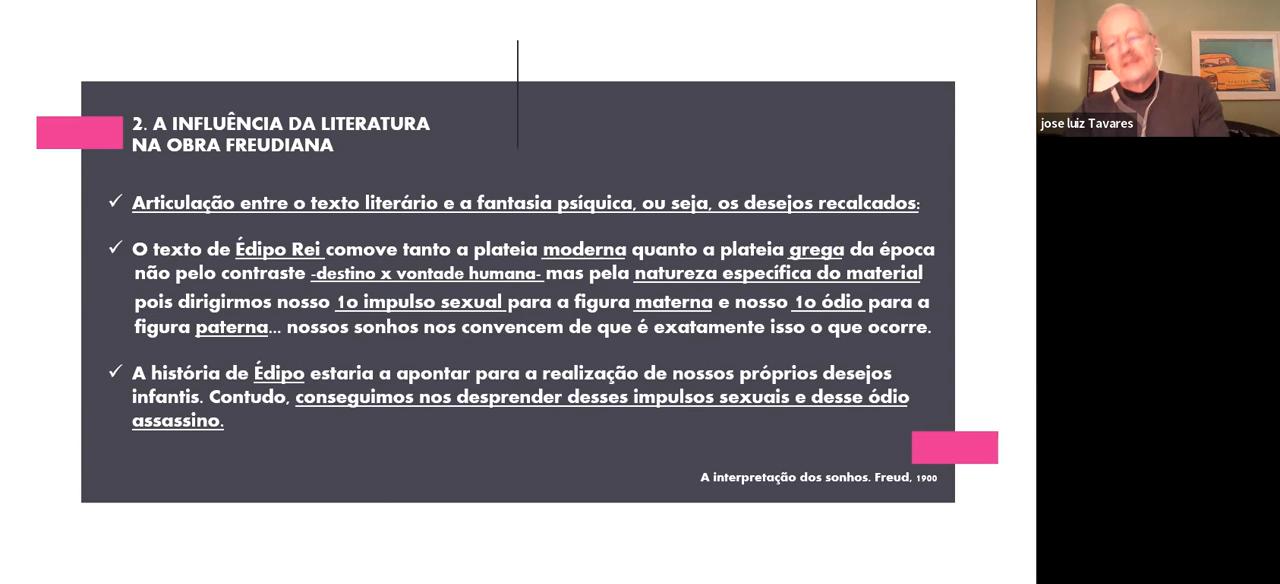 2. A INFLUÊNCIA DA LITERATURA
NA OBRA FREUDIANA
✓ Articulação entre o texto literário e a fantasia psíquica, ou seja, os desejos recalcados:
✓ O texto de Édipo Rei comove tanto a plateia moderna quanto a plateia grega da época
não pelo contraste -destino x vontade humana- mas pela natureza específica do material
pois dirigirmos nosso 1o impulso sexual para a figura materna e nosso 1o ódio para a
figura paterna... nossos sonhos nos convencem de que é exatamente isso o que ocorre.
✓ A história de Édipo estaria a apontar para a realização de nossos próprios desejos
infantis. Contudo, conseguimos nos desprender desses impulsos sexuais e desse ódio
assassino.
A interpretação dos sonhos. Freud, 1900
jose luiz Tavares